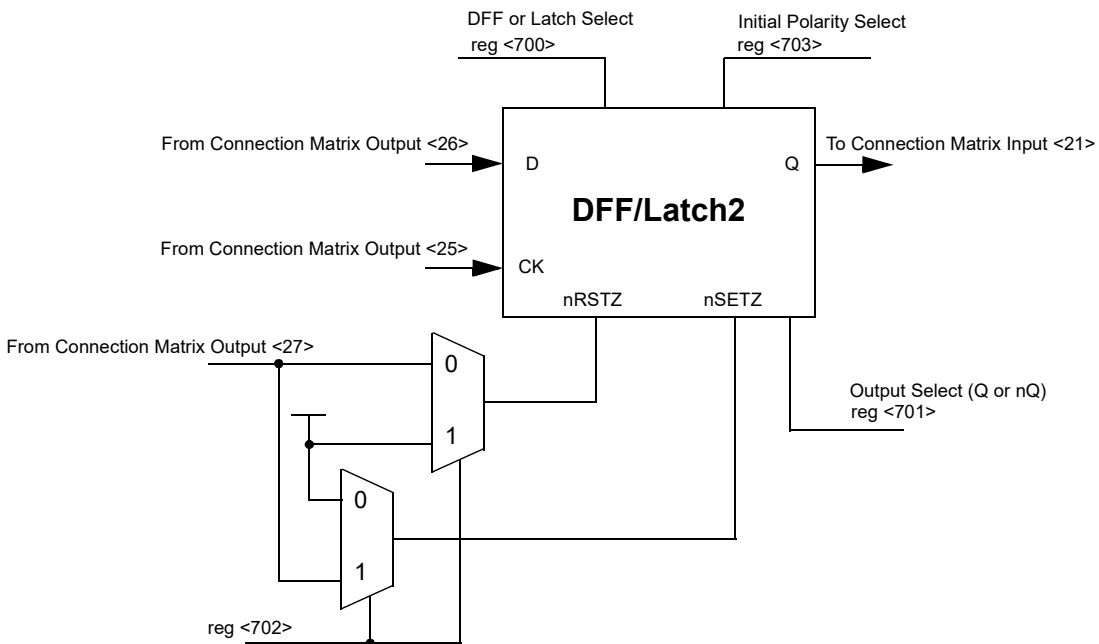 DFF or Latch Select
reg <700>
Initial Polarity Select
reg <703>
From Connection Matrix Output <26>
D
Q
To Connection Matrix Input <21>
DFF/Latch2
From Connection Matrix Output <25>
CK
nRSTZ
nSETZ
From Connection Matrix Output <27>
0
1
Output Select (Q or nQ)
reg <701>
0
1
reg <702>